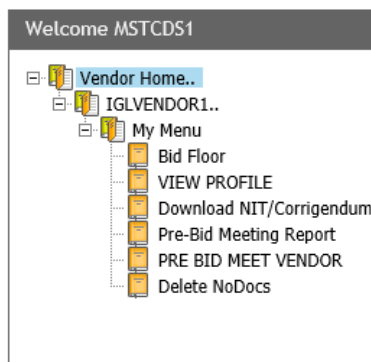 Welcome MSTCDS1
Vendor Home..
IGLVENDOR1..
My Menu
Bid Floor
VIEW PROFILE
Download NIT/Corrigendum
Pre-Bid Meeting Report
PRE BID MEET VENDOR
Delete NoDocs